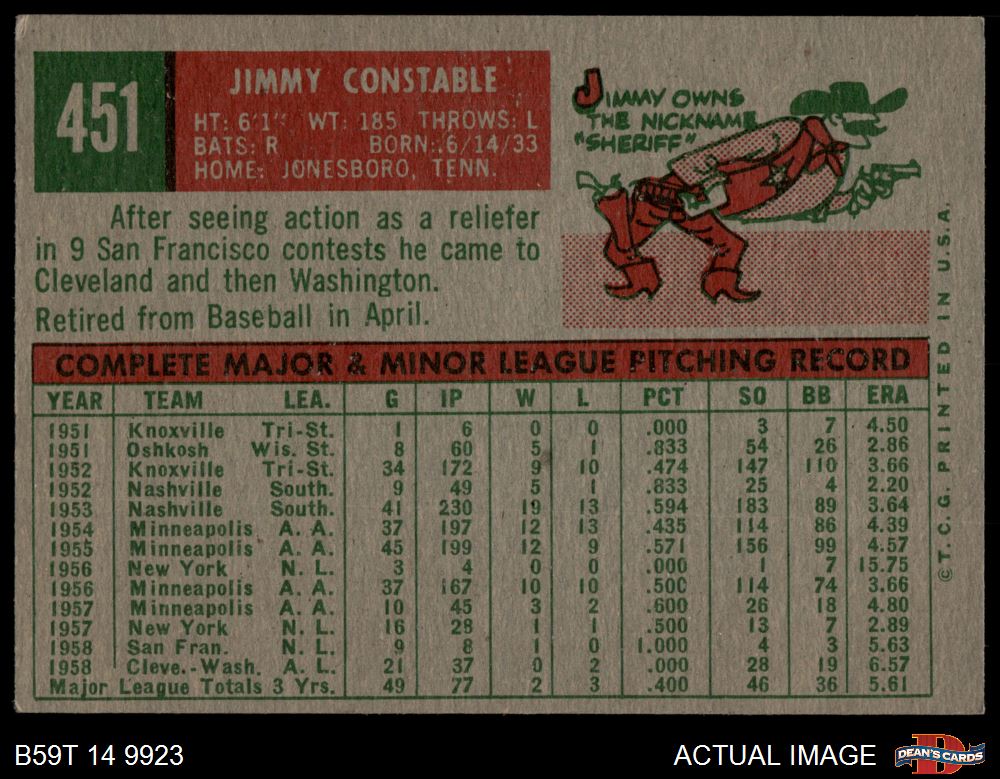 451
JIMMY CONSTABLE
HT: 6'1" WT: 185 THROWS: L
BATS: R BORN: 6/14/33
HOME: JONESBORO, TENN.
JIMMY OWNS
THE NICKNAME
"SHERIFF"
After seeing action as a reliefer
in 9 San Francisco contests he came to
Cleveland and then Washington.
Retired from Baseball in April.
COMPLETE MAJOR & MINOR LEAGUE PITCHING RECORD
YEAR TEAM LEA. G IP W L PCT SO BB ERA
1951 Knoxville Tri-St. 1 6 0 0 .000 3 7 4.50
1951 Oshkosh Wis. St. 8 60 5 1 .833 54 26 2.86
1952 Knoxville Tri-St. 34 172 9 10 .474 147 110 3.66
1952 Nashville South. 9 49 5 1 .833 25 4 2.20
1953 Nashville South. 41 230 19 13 .594 183 89 3.64
1954 Minneapolis A. A. 37 197 12 13 .435 114 86 4.39
1955 Minneapolis A. A. 45 199 12 9 .571 156 99 4.57
1956 New York N. L. 3 4 0 0 .000 1 7 15.75
1956 Minneapolis A. A. 37 167 10 10 .500 114 74 3.66
1957 Minneapolis A. A. 10 45 3 2 .600 26 18 4.80
1957 New York N. L. 16 28 1 1 .500 13 7 2.89
1958 San Fran. N. L. 9 8 1 0 1.000 4 3 5.63
1958 Cleve.-Wash. A. L. 21 37 0 2 .000 28 19 6.57
Major League Totals 3 Yrs. 49 77 2 3 .400 46 36 5.61
©T.C.G. PRINTED IN U.S.A.
B59T 14 9923
ACTUAL IMAGE
DEAN'S CARDS